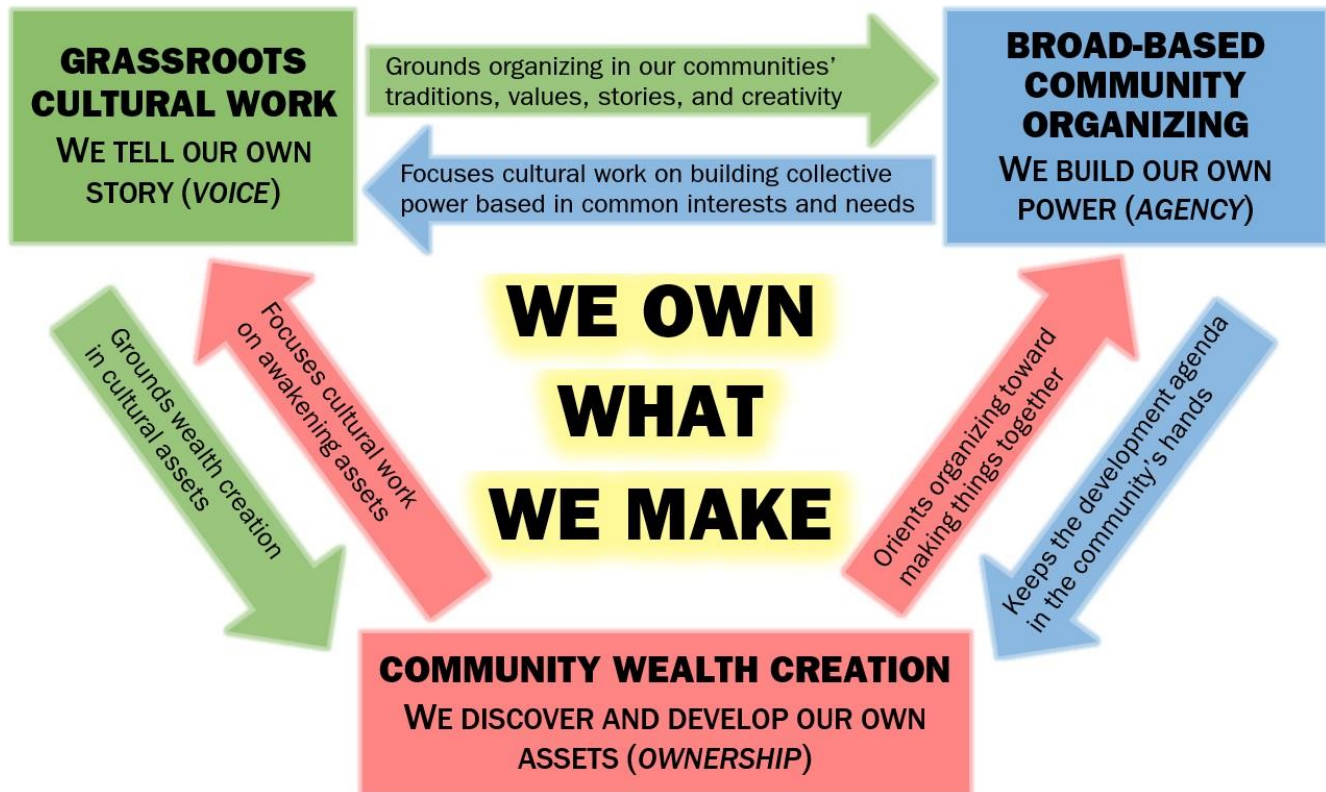 GRASSROOTS
CULTURAL WORK
WE TELL OUR OWN
STORY (VOICE)
Grounds organizing in our communities’
traditions, values, stories, and creativity
Focuses cultural work on building collective
power based in common interests and needs
BROAD-BASED
COMMUNITY
ORGANIZING
WE BUILD OUR OWN
POWER (AGENCY)
Grounds wealth creation
in cultural assets
Focuses cultural work
on awakening assets
WE OWN
WHAT
WE MAKE
Orients organizing toward
making things together
Keeps the development agenda
in the community’s hands
COMMUNITY WEALTH CREATION
WE DISCOVER AND DEVELOP OUR OWN
ASSETS (OWNERSHIP)